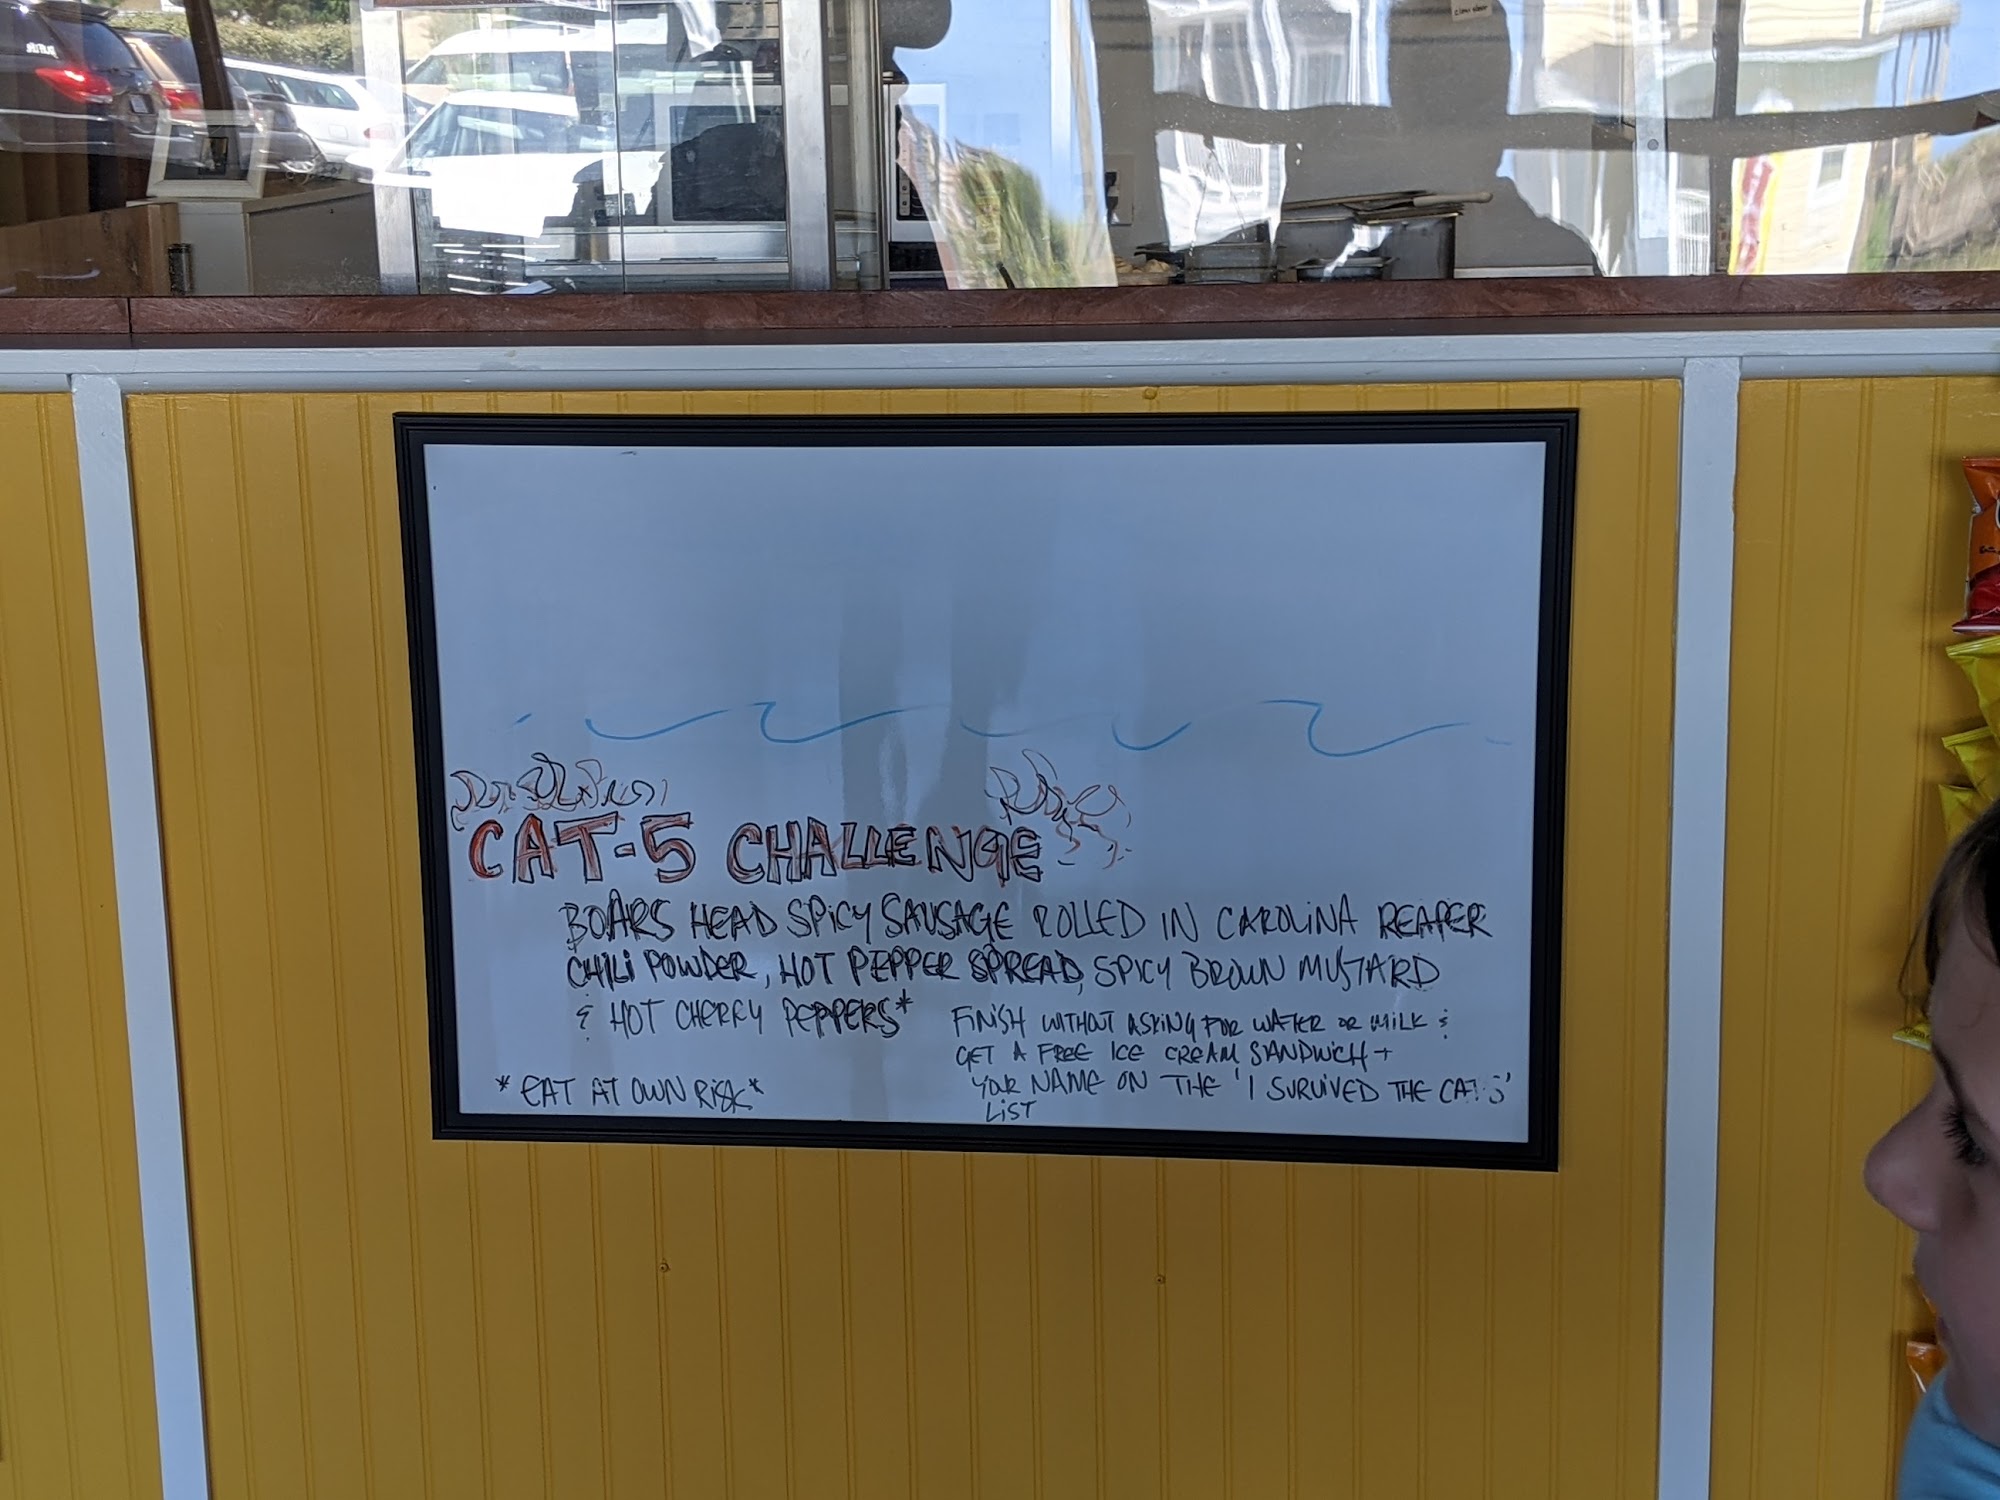 CAT-5 CHALLENGE
BOARS HEAD SPICY SAUSAGE ROLLED IN CAROLINA REAPER
CHILI POWDER, HOT PEPPER SPREAD, SPICY BROWN MUSTARD
& HOT CHERRY PEPPERS*
FINISH WITHOUT ASKING FOR WATER OR MILK &
GET A FREE ICE CREAM SANDWICH +
YOUR NAME ON THE 'I SURVIVED THE CAT-5'
LIST
*EAT AT OWN RISK*